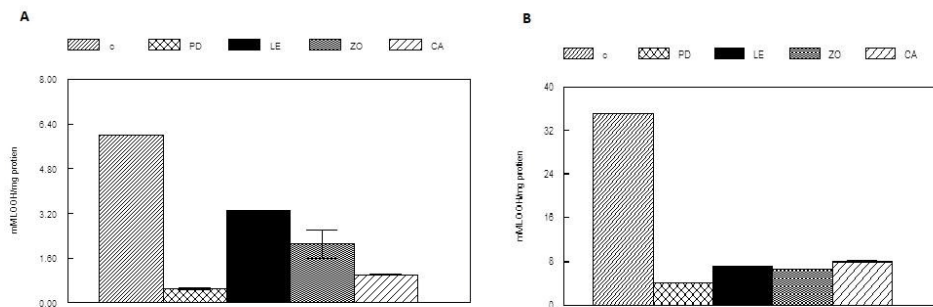 A
c PD LE ZO CA
8.00
6.40
4.80
3.20
1.60
0.00
mMLOOH/mg protien
B
c PD LE ZO CA
40
32
24
16
8
0
mMLOOH/mg protien